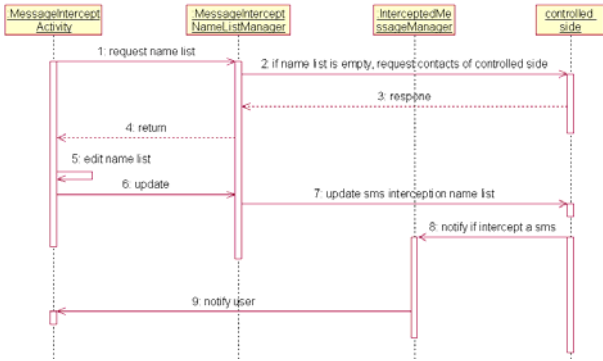 MessageIntercept
Activity
.MessageIntercept
NameListManager
.InterceptedMe
ssageManager
controlled
side
1: request name list
2: if name list is empty, request contacts of controlled side
3: respone
4: return
5: edit name list
6: update
7: update sms interception name list
8: notify if intercept a sms
9: notify user